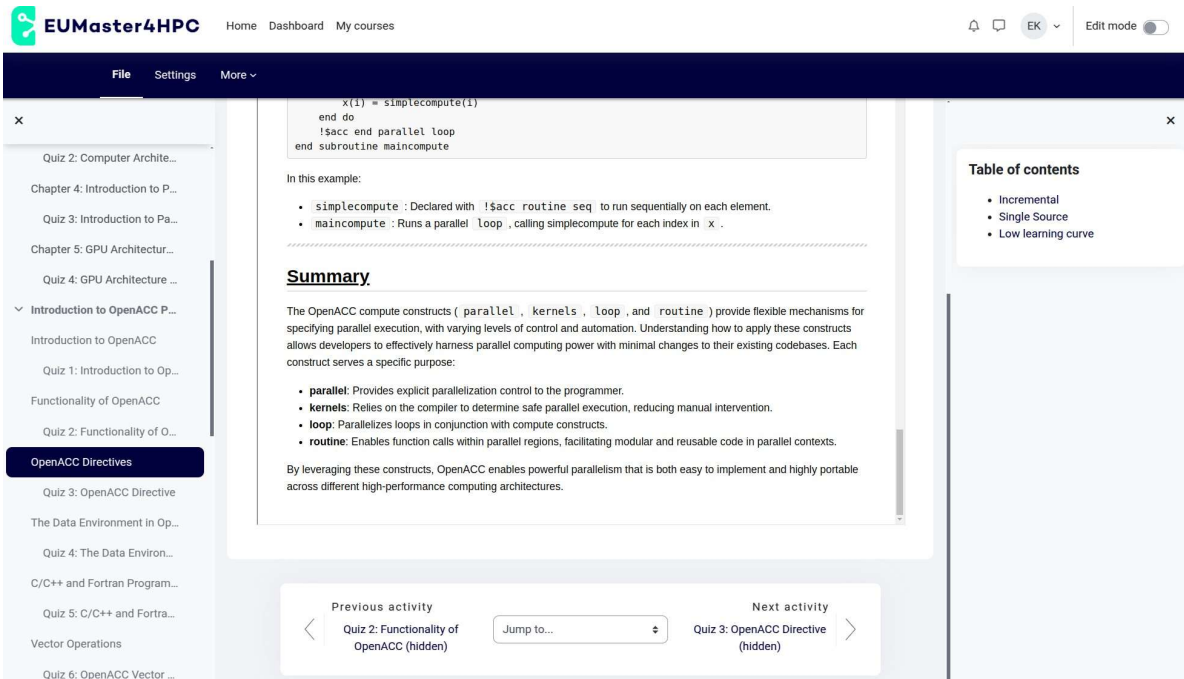 EUMaster4HPC
Home Dashboard My courses
EK
Edit mode
File Settings More
Quiz 2: Computer Archite...
Chapter 4: Introduction to P...
Quiz 3: Introduction to Pa...
Chapter 5: GPU Architectur...
Quiz 4: GPU Architecture ...
Introduction to OpenACC P...
Introduction to OpenACC
Quiz 1: Introduction to Op...
Functionality of OpenACC
Quiz 2: Functionality of O...
OpenACC Directives
Quiz 3: OpenACC Directive
The Data Environment in Op...
Quiz 4: The Data Environ...
C/C++ and Fortran Program...
Quiz 5: C/C++ and Fortra...
Vector Operations
Quiz 6: OpenACC Vector ...
x(i) = simplecompute(i)
end do
!$acc end parallel loop
end subroutine maincompute
In this example:
• simplecompute : Declared with !$acc routine seq to run sequentially on each element.
• maincompute : Runs a parallel loop , calling simplecompute for each index in x .
Summary
The OpenACC compute constructs ( parallel , kernels , loop , and routine ) provide flexible mechanisms for
specifying parallel execution, with varying levels of control and automation. Understanding how to apply these constructs
allows developers to effectively harness parallel computing power with minimal changes to their existing codebases. Each
construct serves a specific purpose:
• parallel: Provides explicit parallelization control to the programmer.
• kernels: Relies on the compiler to determine safe parallel execution, reducing manual intervention.
• loop: Parallelizes loops in conjunction with compute constructs.
• routine: Enables function calls within parallel regions, facilitating modular and reusable code in parallel contexts.
By leveraging these constructs, OpenACC enables powerful parallelism that is both easy to implement and highly portable
across different high-performance computing architectures.
Previous activity
Quiz 2: Functionality of
OpenACC (hidden)
Jump to...
Next activity
Quiz 3: OpenACC Directive
(hidden)
Table of contents
• Incremental
• Single Source
• Low learning curve